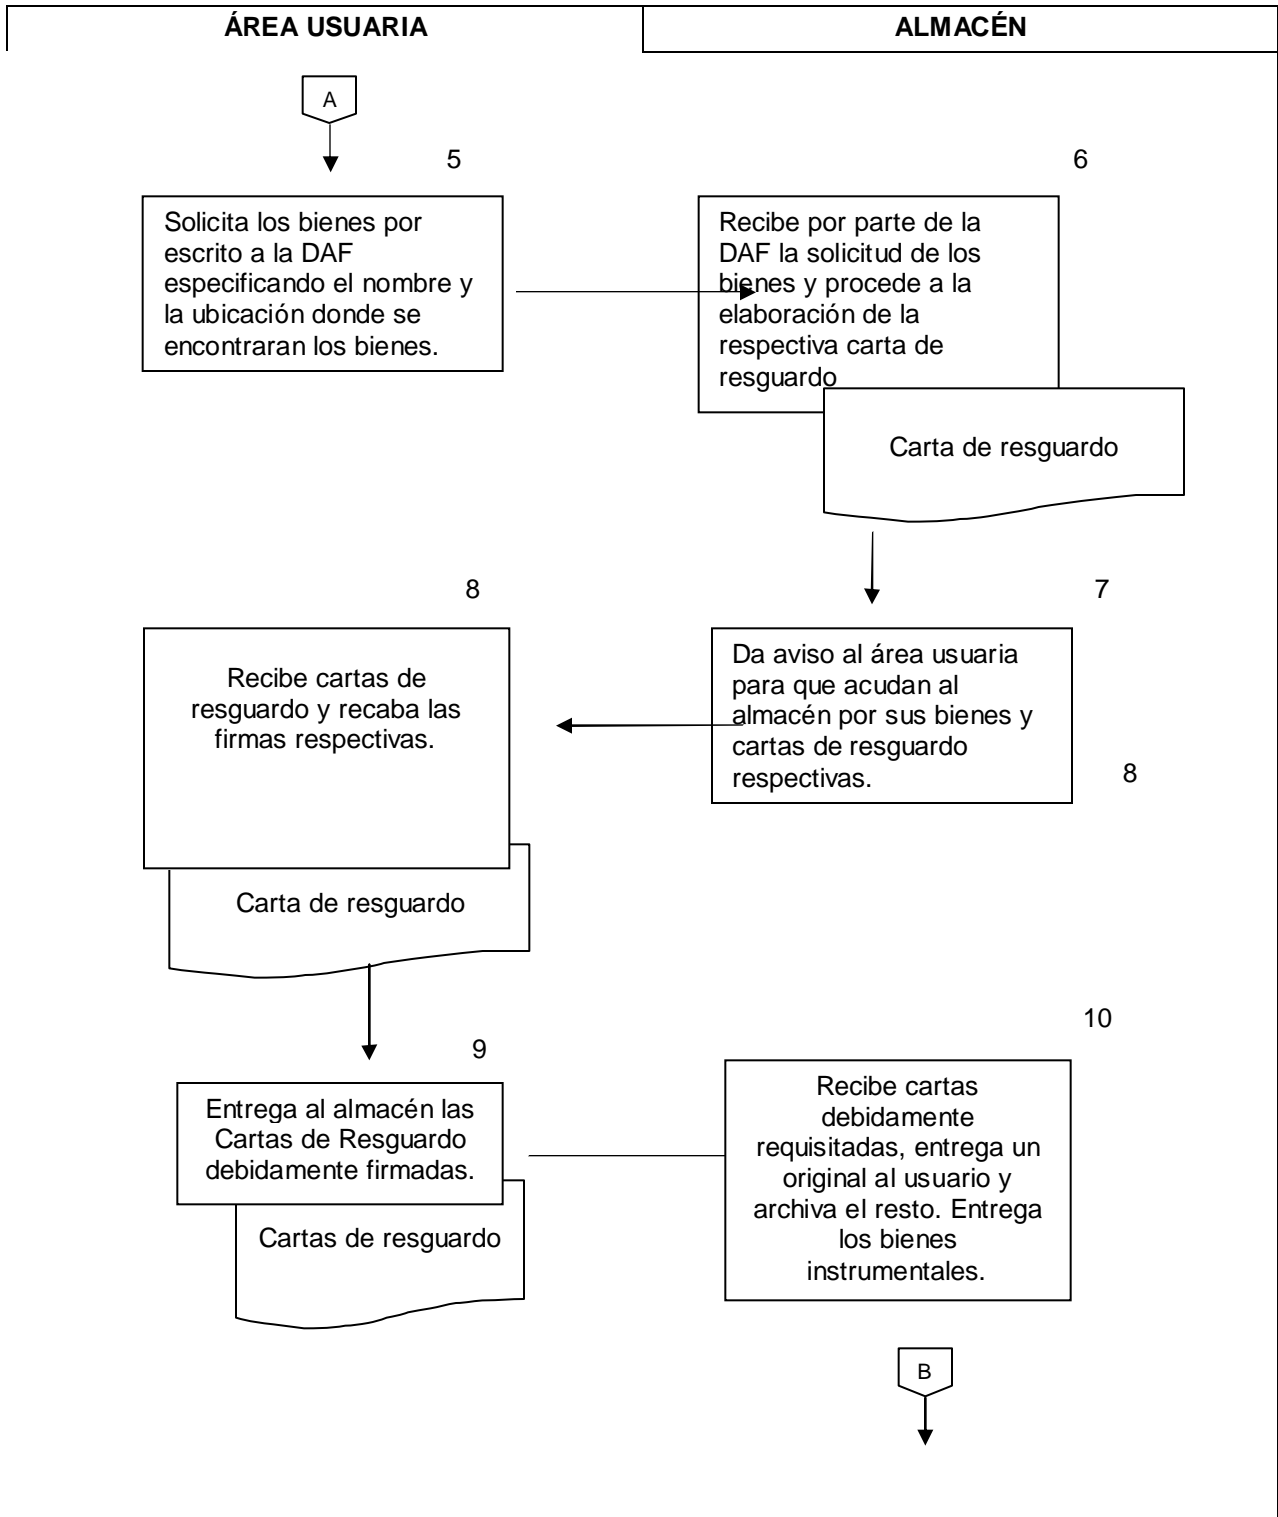 ÁREA USUARIA
ALMACÉN
A
5
Solicita los bienes por
escrito a la DAF
especificando el nombre y
la ubicación donde se
encontraran los bienes.
6
Recibe por parte de la
DAF la solicitud de los
bienes y procede a la
elaboración de la
respectiva carta de
resguardo
Carta de resguardo
7
Da aviso al área usuaria
para que acudan al
almacén por sus bienes y
cartas de resguardo
respectivas.
8
8
Recibe cartas de
resguardo y recaba las
firmas respectivas.
Carta de resguardo
9
Entrega al almacén las
Cartas de Resguardo
debidamente firmadas.
Cartas de resguardo
10
Recibe cartas
debidamente
requisitadas, entrega un
original al usuario y
archiva el resto. Entrega
los bienes
instrumentales.
B